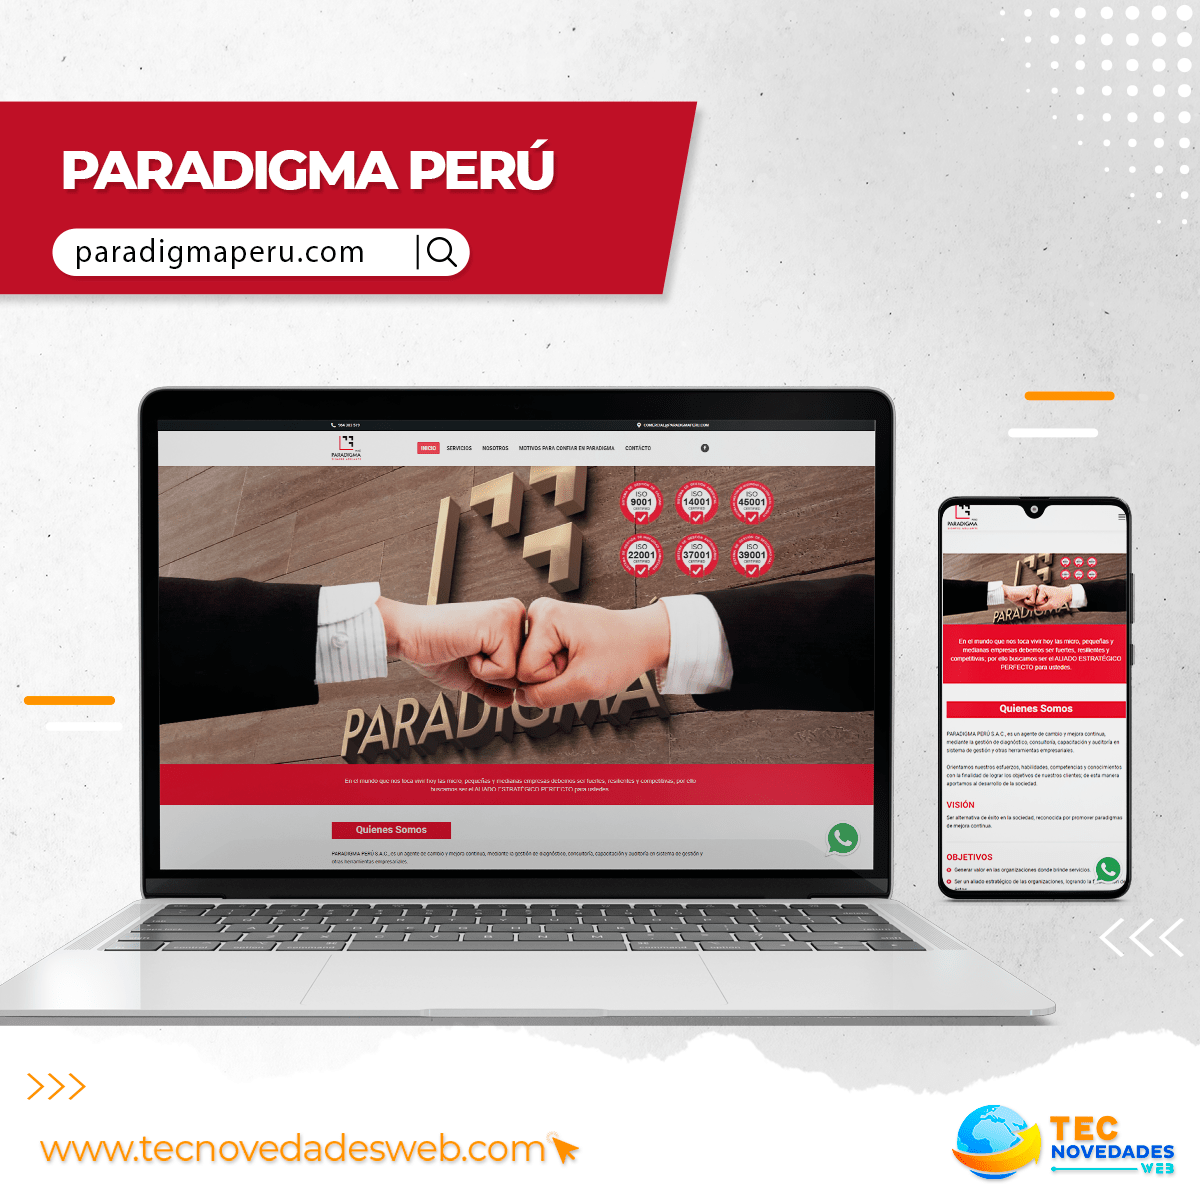 PARADIGMA PERÚ
paradigmaperu.com
COMERCIAL@PARADIGMAPERU.COM
PARADIGMA
INICIO SERVICIOS NOSOTROS MOTIVOS PARA CONFIAR EN PARADIGMA CONTACTO
ISO 9001 CERTIFIED
ISO 14001 CERTIFIED
ISO 45001 CERTIFIED
ISO 22001 CERTIFIED
ISO 37001 CERTIFIED
ISO 39001 CERTIFIED
PARADIGMA
En el mundo que nos toca vivir hoy las micro, pequeñas y medianas empresas debemos ser fuertes, resilientes y competitivas, por ello
buscamos ser el ALIADO ESTRATÉGICO PERFECTO para ustedes.
Quienes Somos
PARADIGMA PERÚ S.A.C., es un agente de cambio y mejora continua, mediante la gestión de diagnóstico, consultoría, capacitación y auditoría en sistema de gestión y
otras herramientas empresariales.
PARADIGMA
PARADIGMA
En el mundo que nos toca vivir hoy las micro, pequeñas y
medianas empresas debemos ser fuertes, resilientes y
competitivas, por ello buscamos ser el ALIADO ESTRATÉGICO
PERFECTO para ustedes.
Quienes Somos
PARADIGMA PERÚ S.A.C., es un agente de cambio y mejora continua,
mediante la gestión de diagnóstico, consultoría, capacitación y auditoría en
sistema de gestión y otras herramientas empresariales.
Orientamos nuestros esfuerzos, habilidades, competencias y conocimientos
con la finalidad de lograr los objetivos de nuestros clientes; de esta manera
aportamos al desarrollo de la sociedad.
VISIÓN
Ser alternativa de éxito en la sociedad, reconocida por promover paradigmas
de mejora continua.
OBJETIVOS
Generar valor en las organizaciones donde brinde servicios.
Ser un aliado estratégico de las organizaciones, logrando la
www.tecnovedadesweb.com
TEC
NOVEDADES
WEB